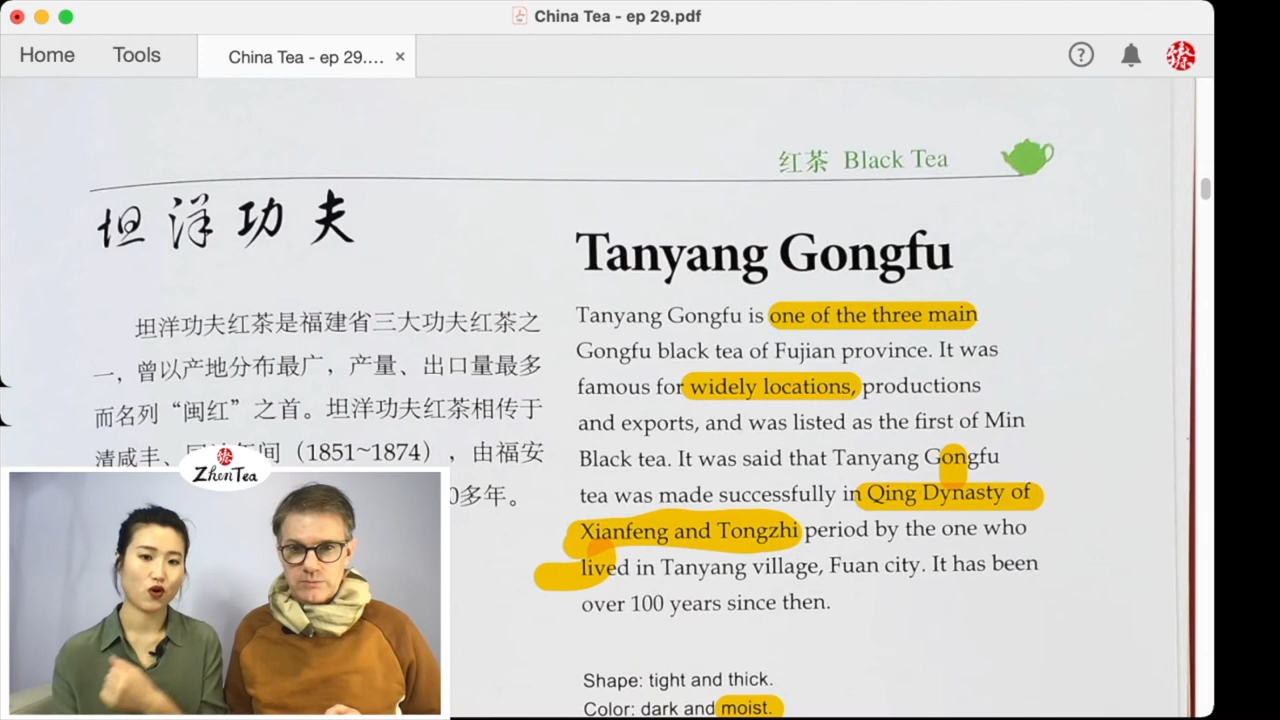 China Tea - ep 29.pdf
Home
Tools
China Tea - ep 29.... ×
红茶 Black Tea
坦洋功夫
坦洋功夫红茶是福建省三大功夫红茶之
一，曾以产地分布最广，产量、出口量最多
而名列“闽红”之首。坦洋功夫红茶相传于
清咸丰、 间（1851~1874），由福安
0多年。
Tanyang Gongfu
Tanyang Gongfu is one of the three main
Gongfu black tea of Fujian province. It was
famous for widely locations, productions
and exports, and was listed as the first of Min
Black tea. It was said that Tanyang Gongfu
tea was made successfully in Qing Dynasty of
Xianfeng and Tongzhi period by the one who
lived in Tanyang village, Fuan city. It has been
over 100 years since then.
Shape: tight and thick.
Color: dark and moist.
ZhenTea